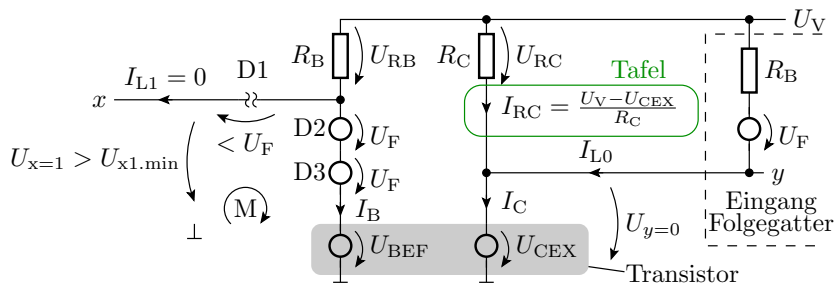 U_V
R_B U_RB R_C U_RC
Tafel
R_B
I_L1 = 0 D1
x
I_RC = (U_V−U_CEX)/R_C
D2 U_F
< U_F
U_F
U_x=1 > U_x1.min
I_L0
D3 U_F
y
M
I_B I_C
U_y=0
Eingang
Folgegatter
⊥
U_BEF U_CEX
Transistor